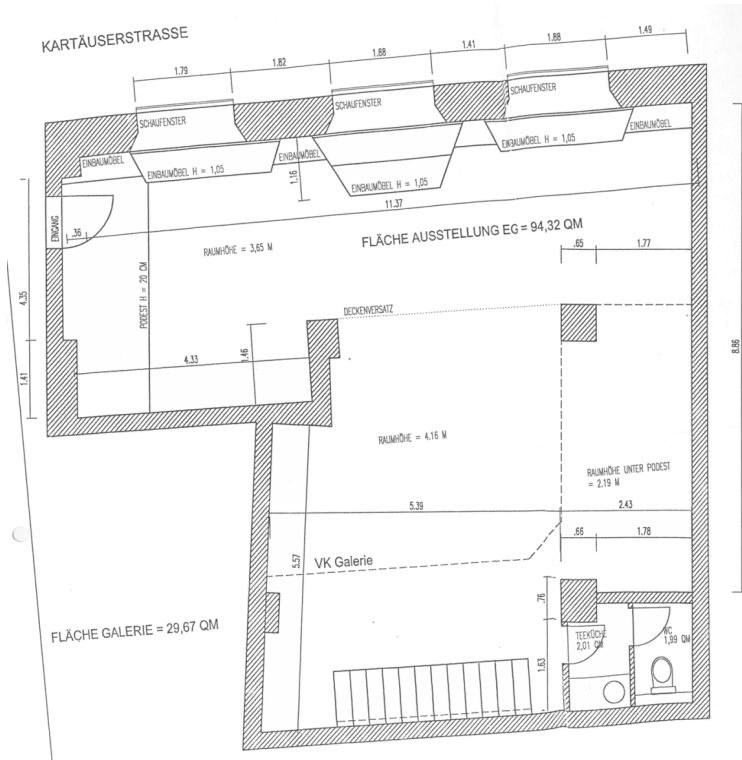 KARTÄUSERSTRASSE
1.79
1.82
1.88
1.41
1.88
1.49
SCHAUFENSTER
SCHAUFENSTER
SCHAUFENSTER
EINBAUMÖBEL
EINBAUMÖBEL H = 1,05
EINBAUMÖBEL
EINBAUMÖBEL H = 1,05
EINBAUMÖBEL H = 1,05
EINBAUMÖBEL
1.16
11.37
EINGANG
.36
RAUMHÖHE = 3,65 M
FLÄCHE AUSSTELLUNG EG = 94,32 QM
.65
1.77
PODEST H = 20 CM
4.35
DECKENVERSATZ
8.86
4.33
1.46
1.41
RAUMHÖHE = 4.16 M
RAUMHÖHE UNTER PODEST
= 2.19 M
5.39
2.43
.66
1.78
5.57
VK Galerie
.76
FLÄCHE GALERIE = 29,67 QM
TEEKÜCHE
2,01 QM
WC
1,99 QM
1.63